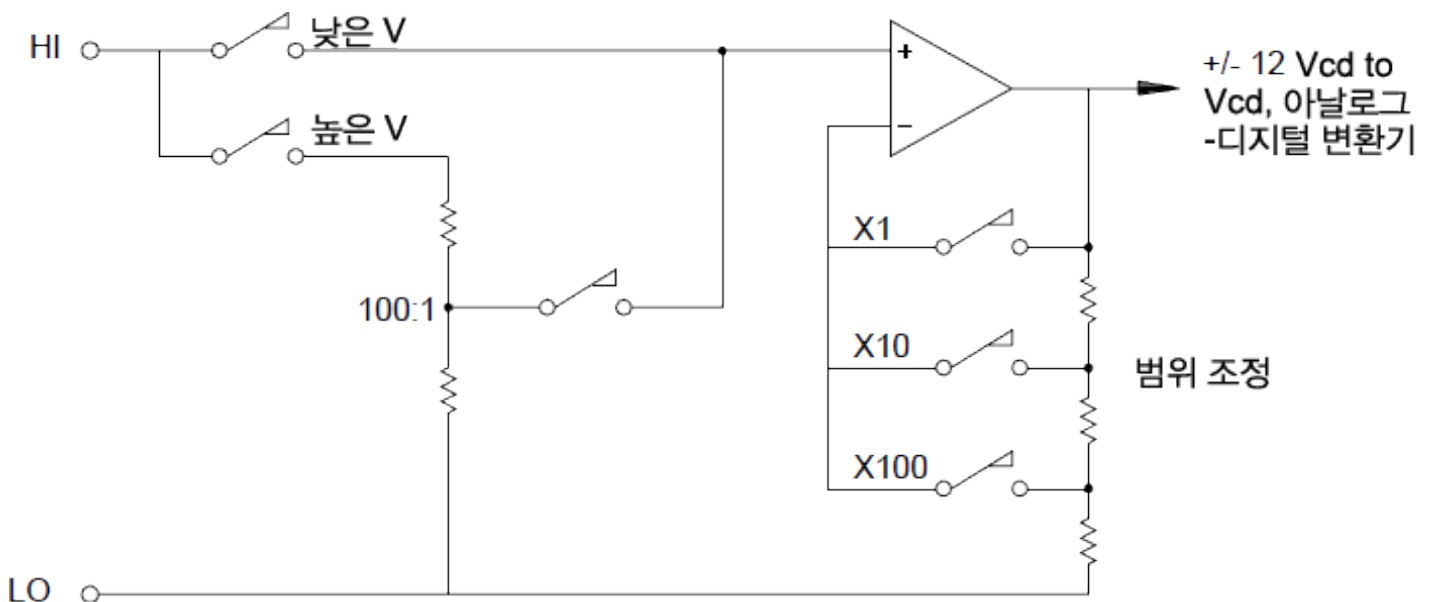 HI
낮은 V
높은 V
100:1
LO
+
−
X1
X10
X100
+/- 12 Vcd to
Vcd, 아날로그
-디지털 변환기
범위 조정